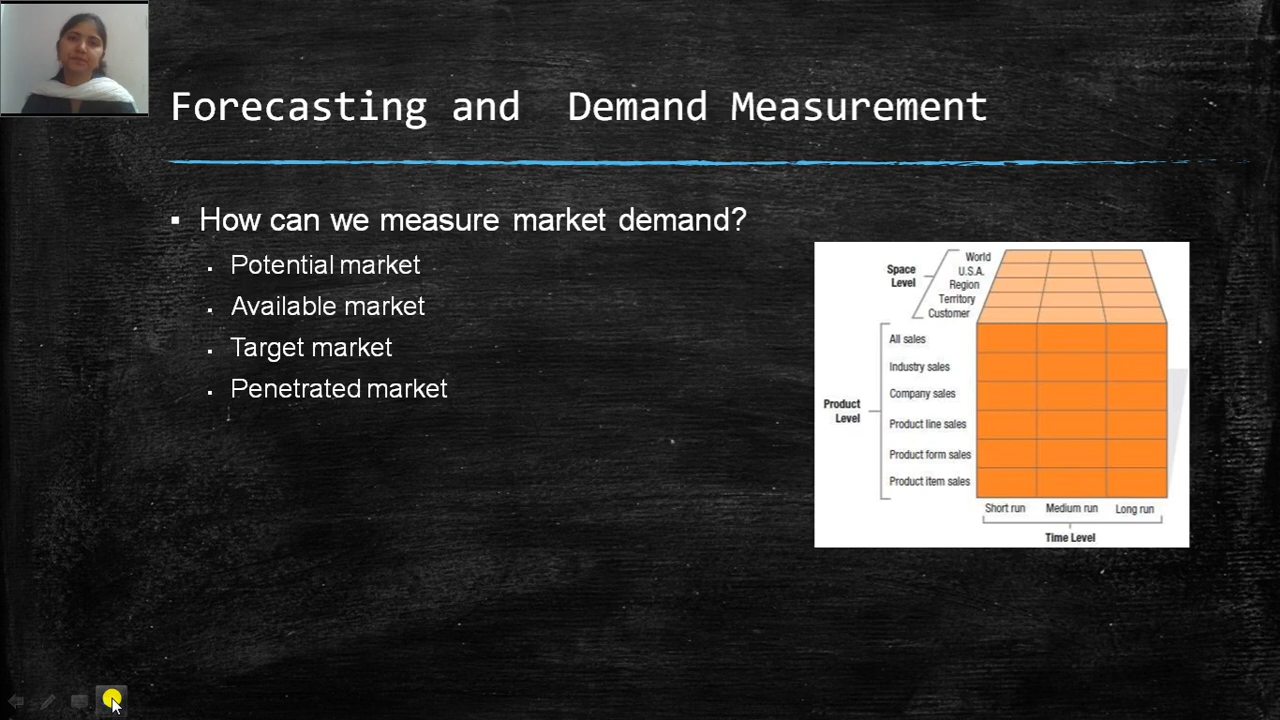 Forecasting and Demand Measurement
▪ How can we measure market demand?
▪ Potential market
▪ Available market
▪ Target market
▪ Penetrated market
Space Level
World
U.S.A.
Region
Territory
Customer
Product Level
All sales
Industry sales
Company sales
Product line sales
Product form sales
Product item sales
Short run Medium run Long run
Time Level